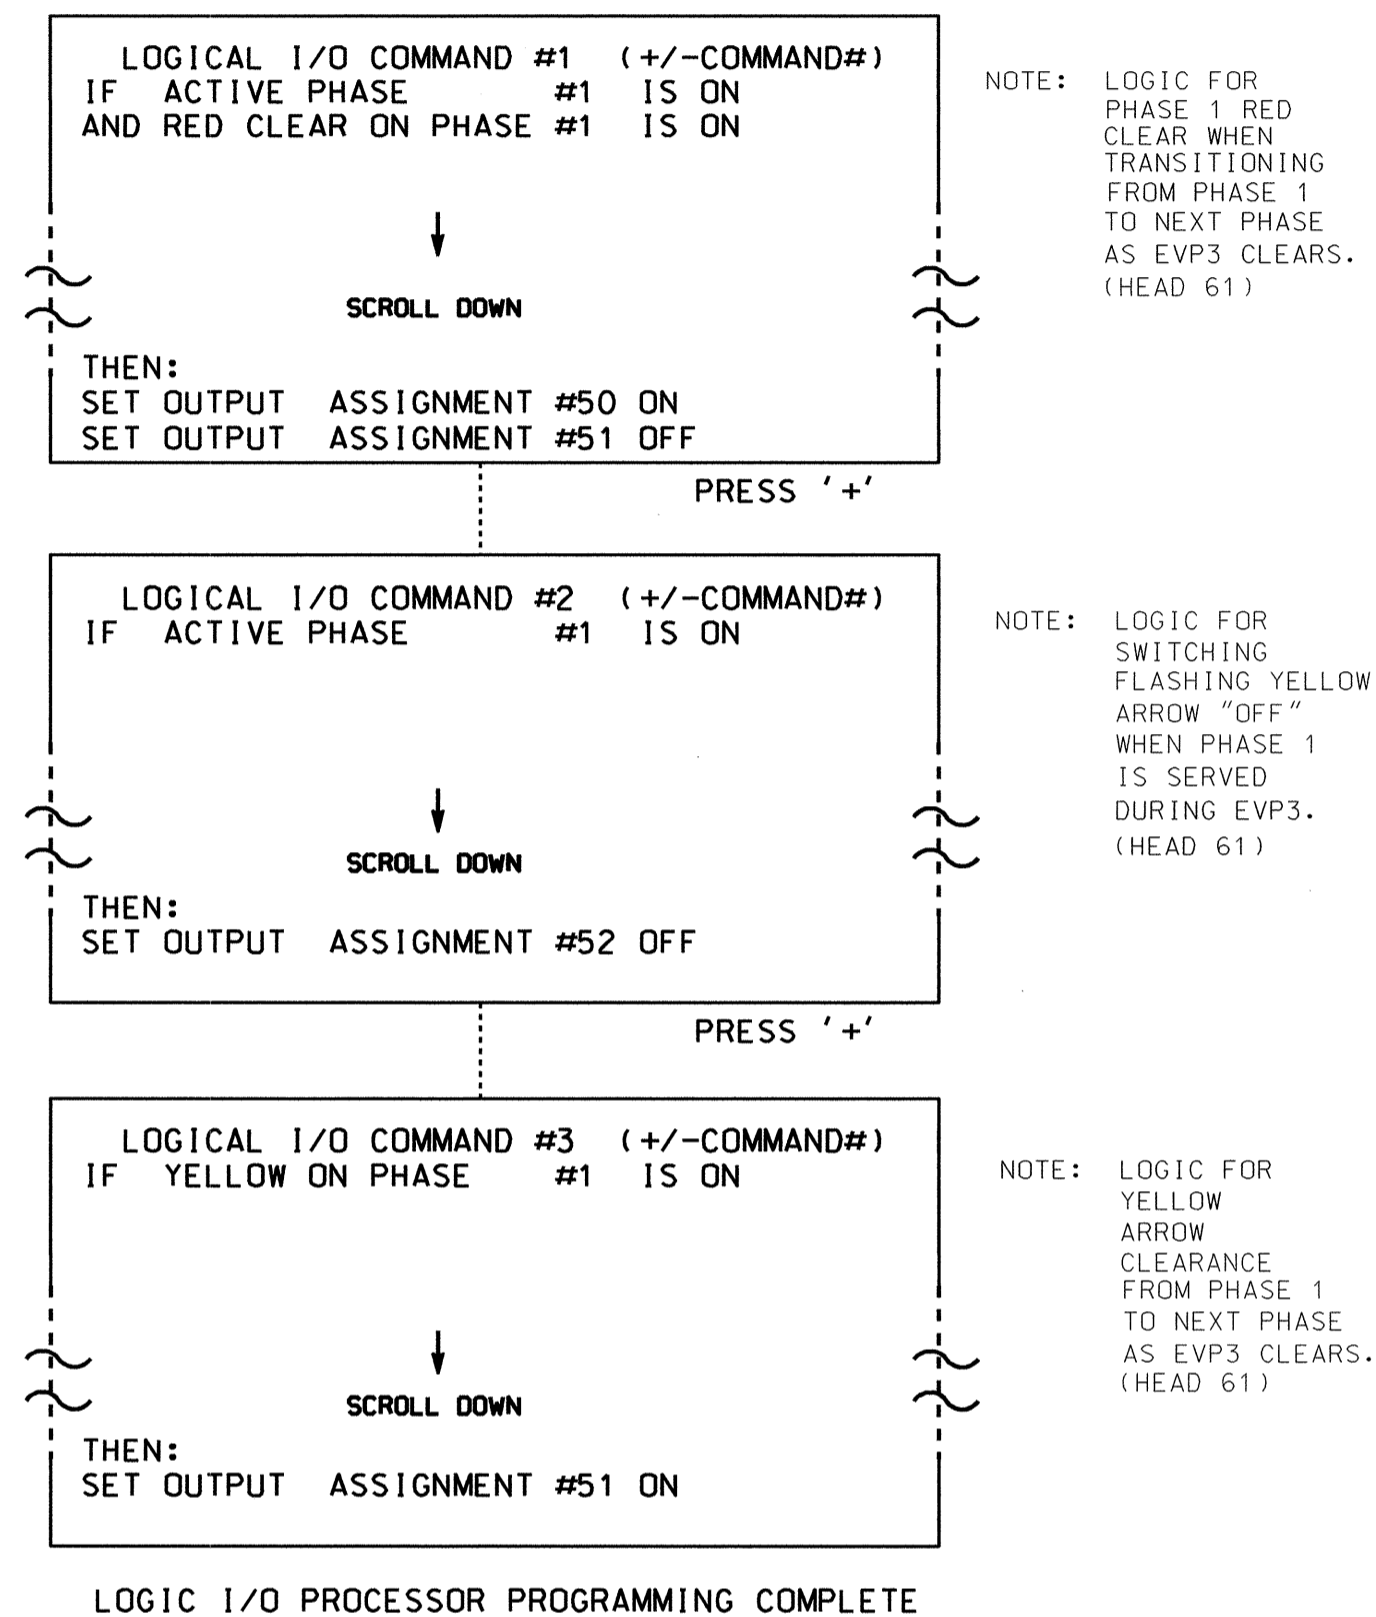 LOGICAL I/O COMMAND #1 (+/-COMMAND#)
IF ACTIVE PHASE #1 IS ON
AND RED CLEAR ON PHASE #1 IS ON
SCROLL DOWN
THEN:
SET OUTPUT ASSIGNMENT #50 ON
SET OUTPUT ASSIGNMENT #51 OFF
NOTE: LOGIC FOR
PHASE 1 RED
CLEAR WHEN
TRANSITIONING
FROM PHASE 1
TO NEXT PHASE
AS EVP3 CLEARS.
(HEAD 61)
PRESS '+'
LOGICAL I/O COMMAND #2 (+/-COMMAND#)
IF ACTIVE PHASE #1 IS ON
SCROLL DOWN
THEN:
SET OUTPUT ASSIGNMENT #52 OFF
NOTE: LOGIC FOR
SWITCHING
FLASHING YELLOW
ARROW "OFF"
WHEN PHASE 1
IS SERVED
DURING EVP3.
(HEAD 61)
PRESS '+'
LOGICAL I/O COMMAND #3 (+/-COMMAND#)
IF YELLOW ON PHASE #1 IS ON
SCROLL DOWN
THEN:
SET OUTPUT ASSIGNMENT #51 ON
NOTE: LOGIC FOR
YELLOW
ARROW
CLEARANCE
FROM PHASE 1
TO NEXT PHASE
AS EVP3 CLEARS.
(HEAD 61)
LOGIC I/O PROCESSOR PROGRAMMING COMPLETE